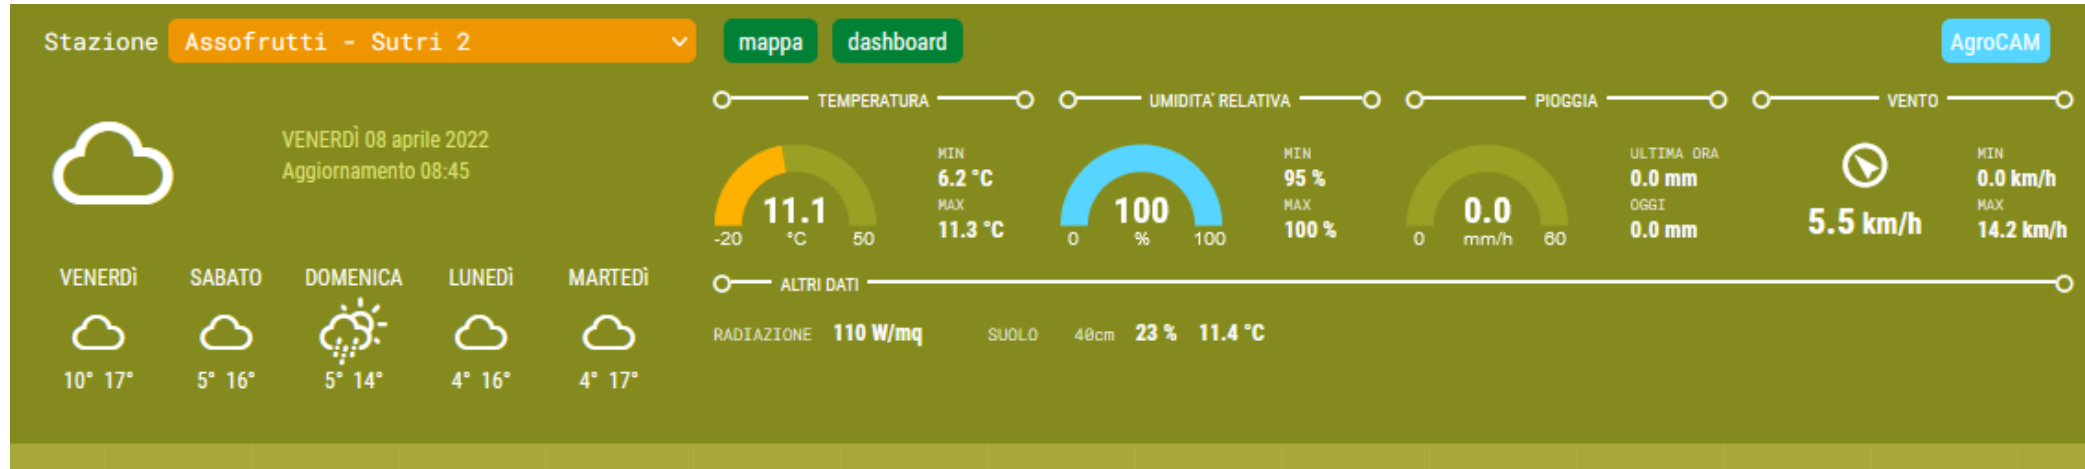 Stazione Assofrutti - Sutri 2 mappa dashboard AgroCAM
VENERDÌ 08 aprile 2022
Aggiornamento 08:45
VENERDÌ SABATO DOMENICA LUNEDÌ MARTEDÌ
10° 17° 5° 16° 5° 14° 4° 16° 4° 17°
TEMPERATURA
11.1
°C
-20 50
MIN
6.2 °C
MAX
11.3 °C
UMIDITA' RELATIVA
100
%
0 100
MIN
95 %
MAX
100 %
PIOGGIA
0.0
mm/h
0 60
ULTIMA ORA
0.0 mm
OGGI
0.0 mm
VENTO
5.5 km/h
MIN
0.0 km/h
MAX
14.2 km/h
ALTRI DATI
RADIAZIONE 110 W/mq SUOLO 40cm 23 % 11.4 °C